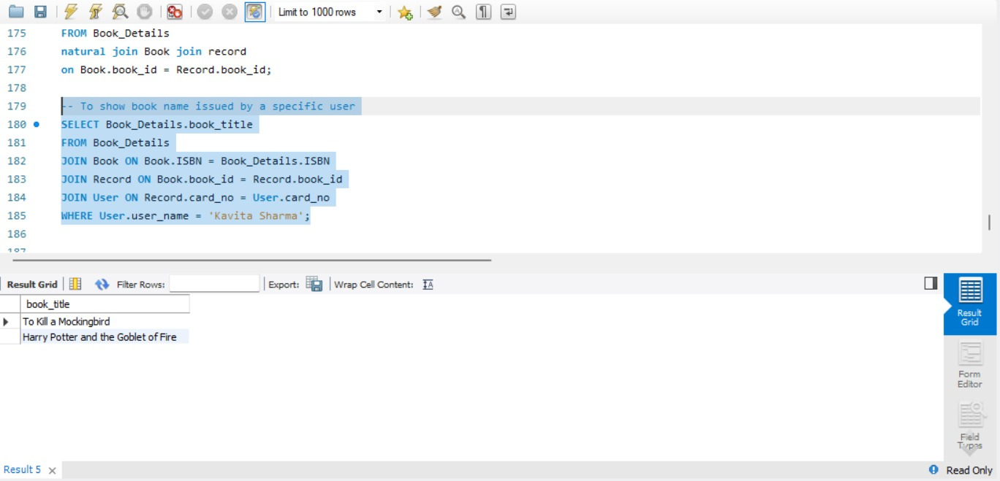 Limit to 1000 rows
175 FROM Book_Details
176 natural join Book join record
177 on Book.book_id = Record.book_id;
178
179 -- To show book name issued by a specific user
180 SELECT Book_Details.book_title
181 FROM Book_Details
182 JOIN Book ON Book.ISBN = Book_Details.ISBN
183 JOIN Record ON Book.book_id = Record.book_id
184 JOIN User ON Record.card_no = User.card_no
185 WHERE User.user_name = 'Kavita Sharma';
186
187
Result Grid Filter Rows: Export: Wrap Cell Content: IA
book_title
To Kill a Mockingbird
Harry Potter and the Goblet of Fire
Result
Grid
Form
Editor
Field
Types
Result 5 × Read Only